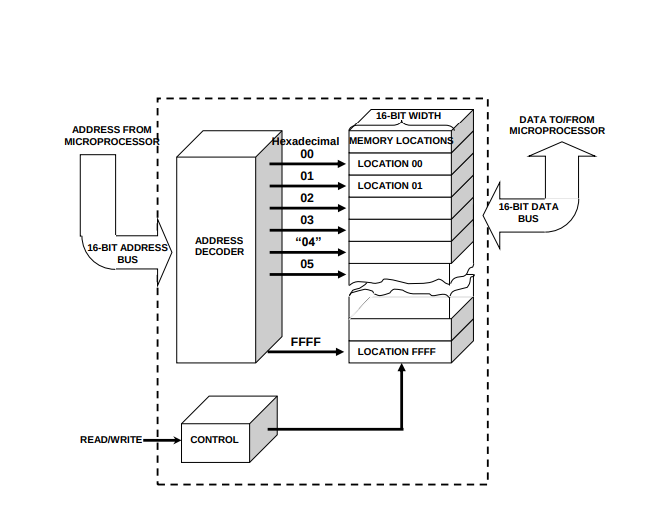 16-BIT WIDTH
ADDRESS FROM
MICROPROCESSOR
DATA TO/FROM
MICROPROCESSOR
Hexadecimal
MEMORY LOCATIONS
00
LOCATION 00
01
LOCATION 01
02
03
“04”
05
16-BIT ADDRESS
BUS
ADDRESS
DECODER
16-BIT DATA
BUS
FFFF
LOCATION FFFF
READ/WRITE
CONTROL